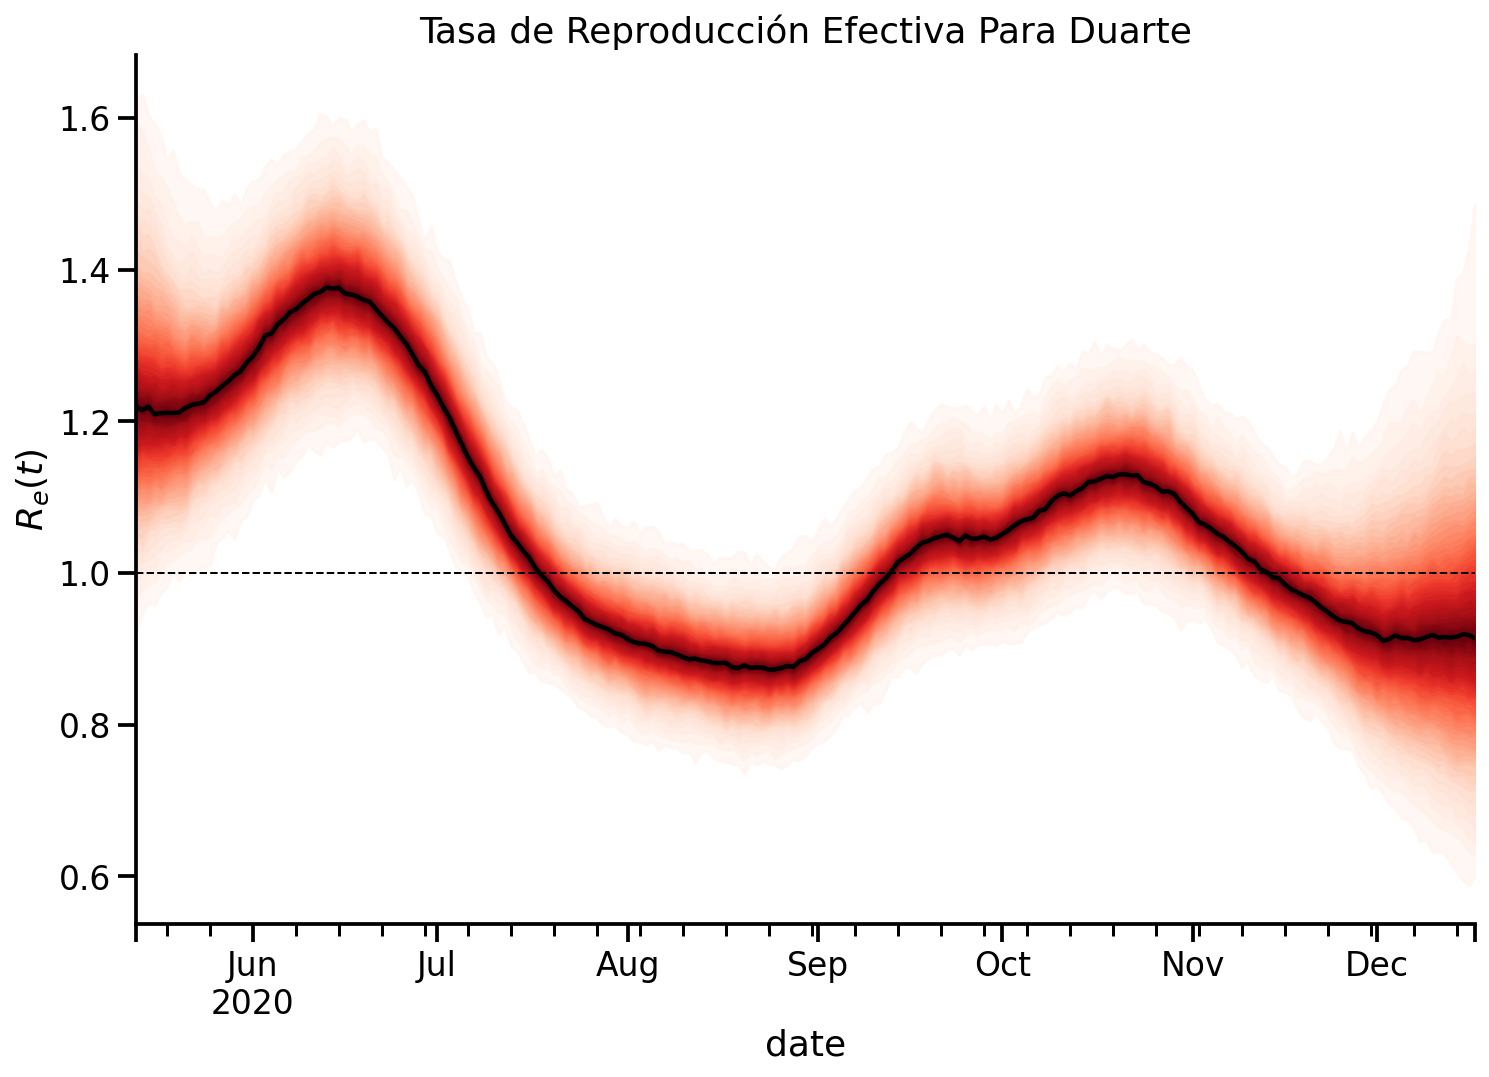 Tasa de Reproducción Efectiva Para Duarte
1.6
1.4
1.2
1.0
0.8
0.6
R_e(t)
Jun Jul Aug Sep Oct Nov Dec
2020
date